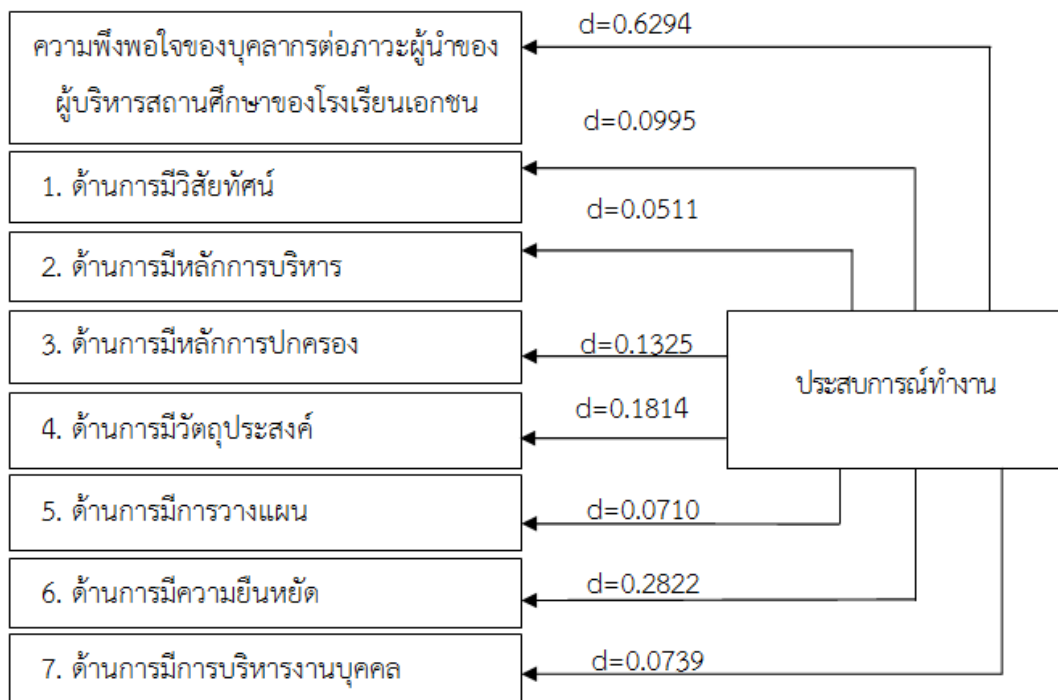 d=0.6294
ความพึงพอใจของบุคลากรต่อภาวะผู้นำของ
ผู้บริหารสถานศึกษาของโรงเรียนเอกชน
d=0.0995
1. ด้านการมีวิสัยทัศน์
d=0.0511
2. ด้านการมีหลักการบริหาร
3. ด้านการมีหลักการปกครอง
d=0.1325
ประสบการณ์ทำงาน
d=0.1814
4. ด้านการมีวัตถุประสงค์
5. ด้านการมีการวางแผน
d=0.0710
6. ด้านการมีความยืนหยัด
d=0.2822
7. ด้านการมีการบริหารงานบุคคล
d=0.0739